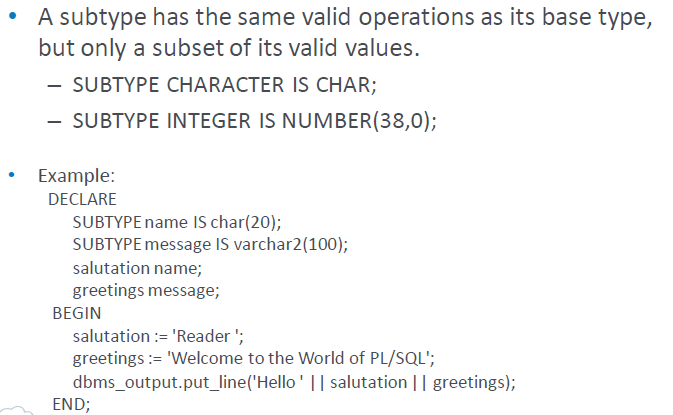 • A subtype has the same valid operations as its base type,
but only a subset of its valid values.
– SUBTYPE CHARACTER IS CHAR;
– SUBTYPE INTEGER IS NUMBER(38,0);
• Example:
DECLARE
SUBTYPE name IS char(20);
SUBTYPE message IS varchar2(100);
salutation name;
greetings message;
BEGIN
salutation := 'Reader ';
greetings := 'Welcome to the World of PL/SQL';
dbms_output.put_line('Hello ' || salutation || greetings);
END;